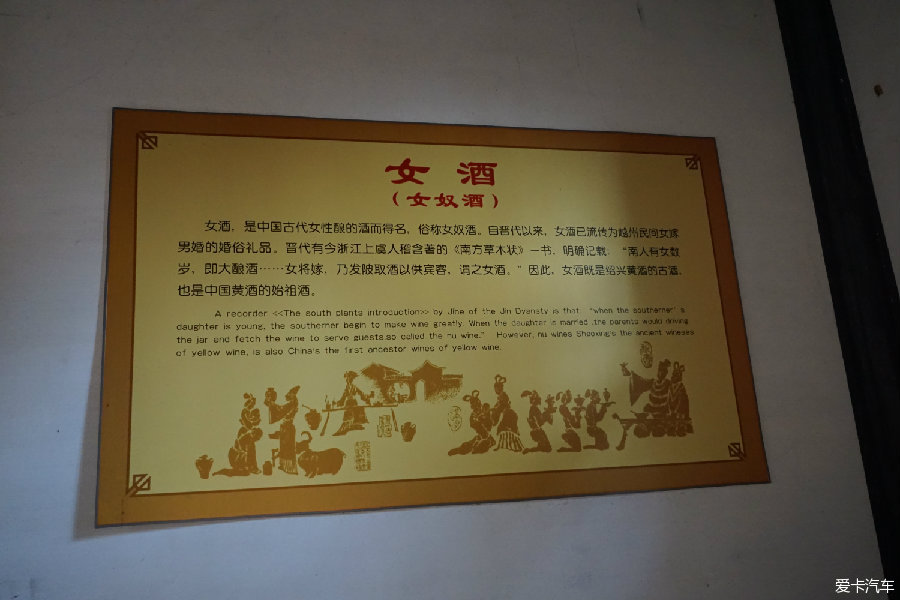 女酒
（女奴酒）
女酒，是中国古代女性酿的酒而得名，俗称女奴酒。自晋代以来，女酒已流传为越州民间女嫁
男婚的婚俗礼品。晋代有今浙江上虞人稽含著的《南方草木状》一书，明确记载：“南人有女数
岁，即大酿酒……女将嫁，乃发陂取酒以供宾客，谓之女酒。”因此，女酒既是绍兴黄酒的古酒，
也是中国黄酒的始祖酒。
A recorder <<The south plants introduction>> by Jihe of the Jin Dyansty is that "when the southerner's
daughter is young, the southerner begin to make wine greatly. When the daughter is married ,the parents would driving
the jar and fetch the wine to serve guests,so called the nu wine." However, nu wines Shaoxing's the ancient wineses
of yellow wine, is also China's the first ancestor wines of yellow wine.
爱卡汽车